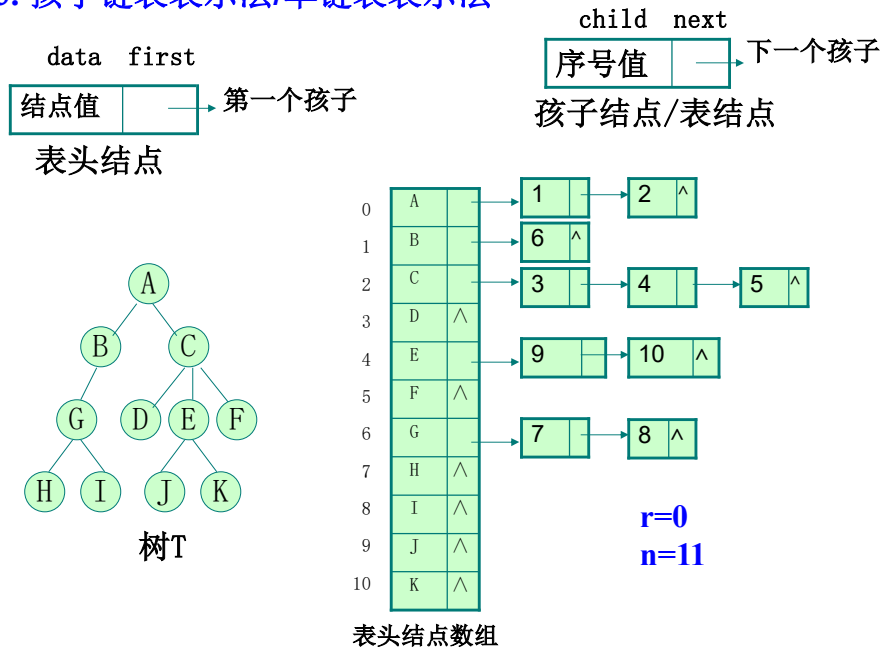 child next
data first
序号值
下一个孩子
结点值
第一个孩子
孩子结点/表结点
表头结点
0 A 1 2 ^
1 B 6 ^
2 C 3 4 5 ^
3 D ∧
4 E 9 10 ∧
5 F ∧
6 G 7 8 ∧
7 H ∧
8 I ∧
9 J ∧
10 K ∧
A
B C
G D E F
H I J K
树T
r=0
n=11
表头结点数组